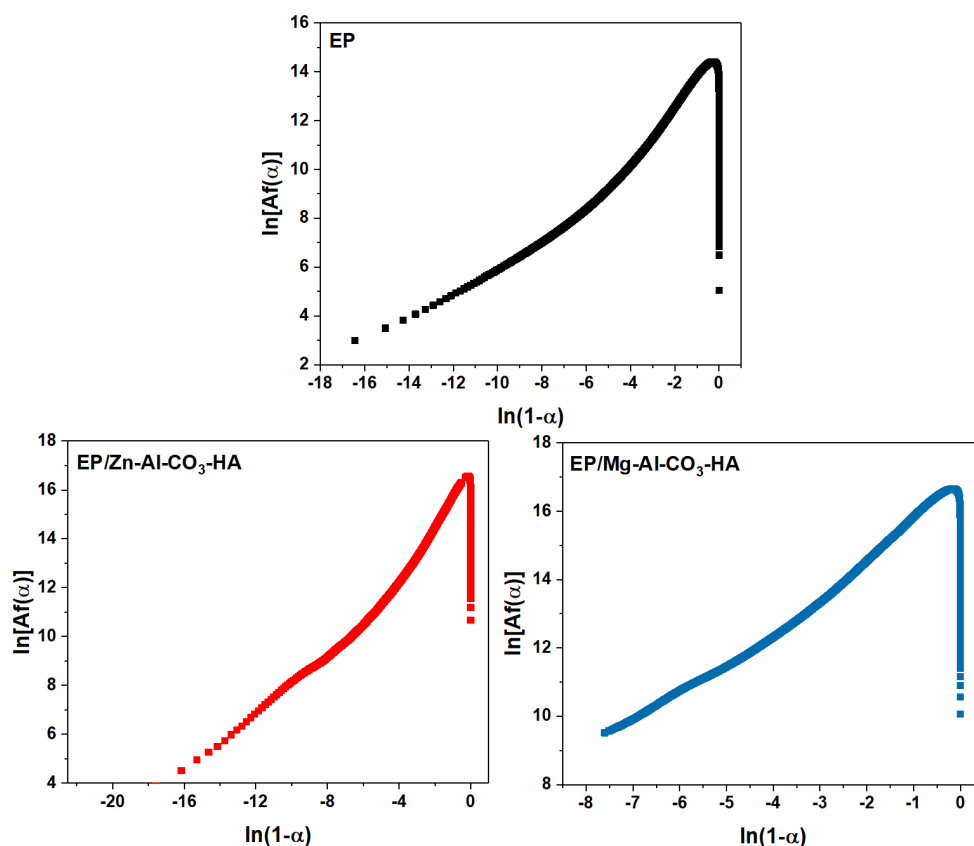 EP
ln[Af(α)]
16
14
12
10
8
6
4
2
-18 -16 -14 -12 -10 -8 -6 -4 -2 0
ln(1-α)
EP/Zn-Al-CO₃-HA
ln[Af(α)]
18
16
14
12
10
8
6
4
-20 -16 -12 -8 -4 0
ln(1-α)
EP/Mg-Al-CO₃-HA
ln[Af(α)]
18
16
14
12
10
8
-8 -7 -6 -5 -4 -3 -2 -1 0
ln(1-α)